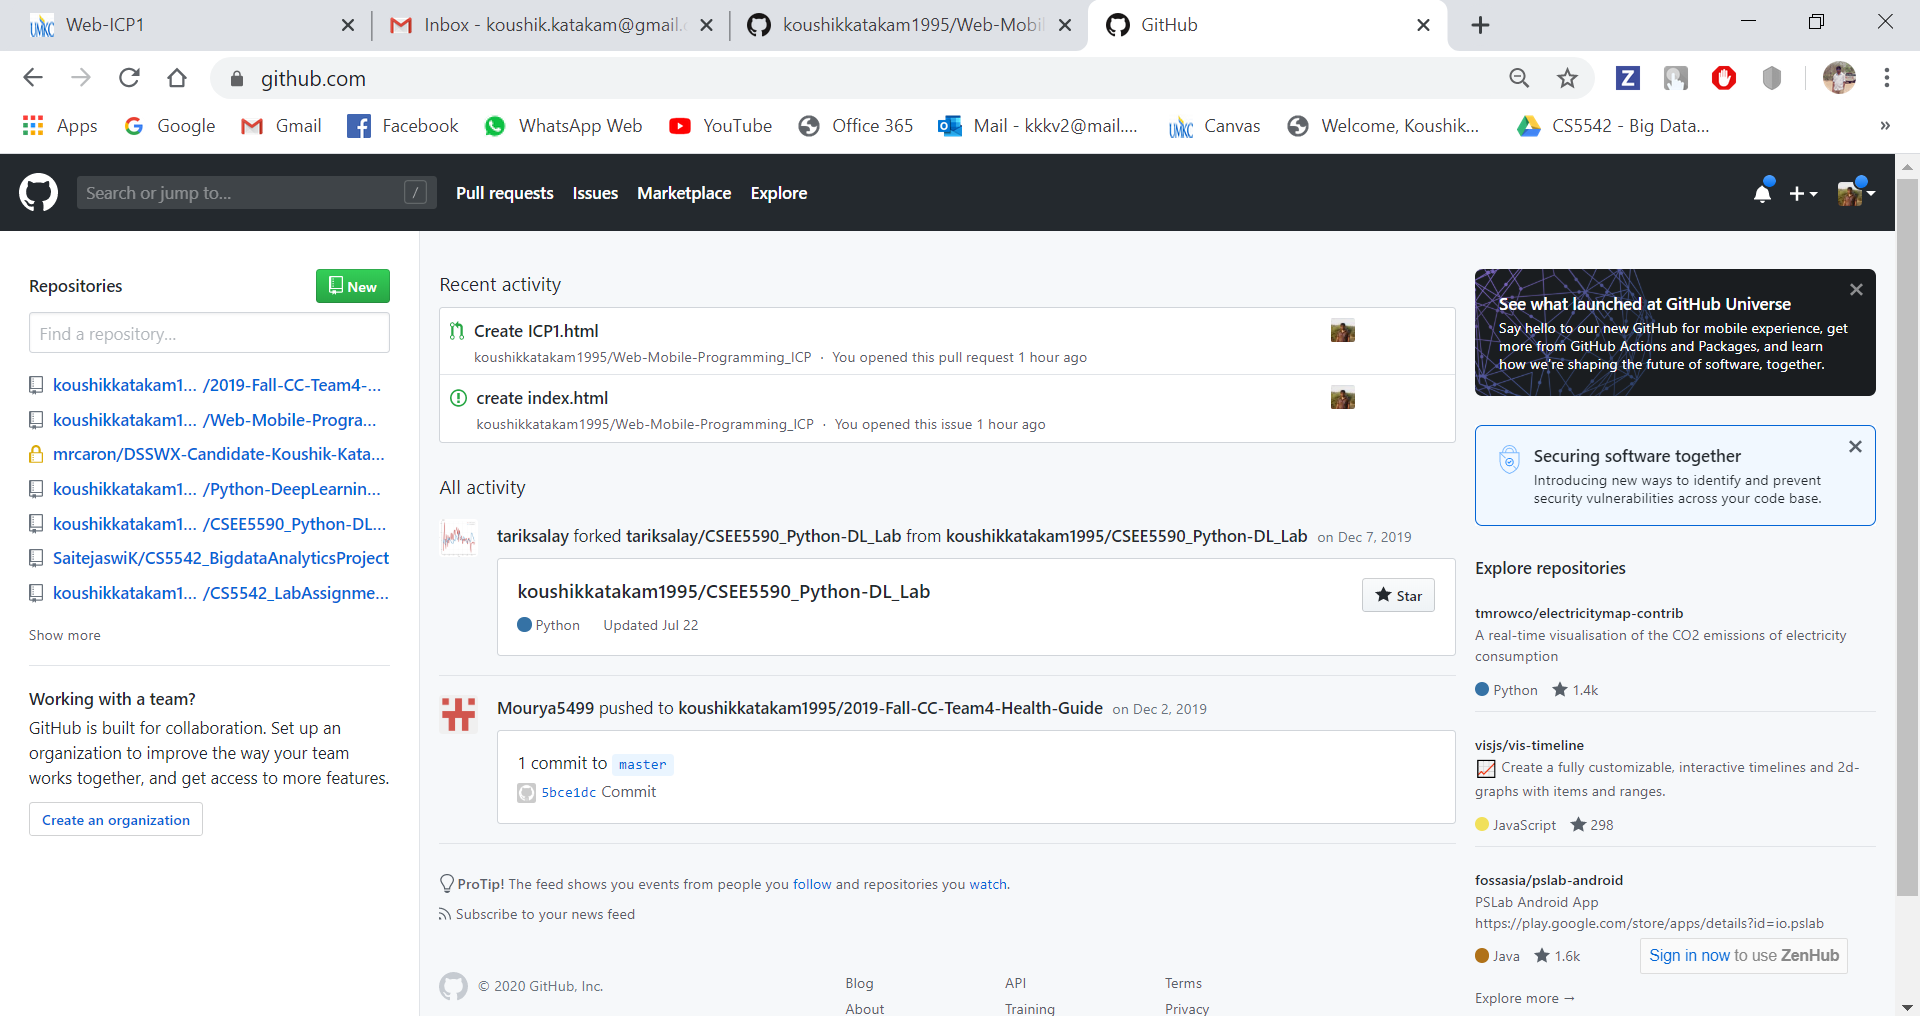 Web-ICP1
Inbox - koushik.katakam@gmail.
koushikkatakam1995/Web-Mobil
GitHub
github.com
Apps
Google
Gmail
Facebook
WhatsApp Web
YouTube
Office 365
Mail - kkkv2@mail....
UMKC
Canvas
Welcome, Koushik...
CS5542 - Big Data...
»
Search or jump to...
/
Pull requests
Issues
Marketplace
Explore
Repositories
New
Find a repository...
koushikkatakam1... /2019-Fall-CC-Team4-...
koushikkatakam1... /Web-Mobile-Progra...
mrcaron/DSSWX-Candidate-Koushik-Kata...
koushikkatakam1... /Python-DeepLearnin...
koushikkatakam1... /CSEE5590_Python-DL...
SaitejaswiK/CS5542_BigdataAnalyticsProject
koushikkatakam1... /CS5542_LabAssignme...
Show more
Working with a team?
GitHub is built for collaboration. Set up an
organization to improve the way your team
works together, and get access to more features.
Create an organization
Recent activity
Create ICP1.html
koushikkatakam1995/Web-Mobile-Programming_ICP · You opened this pull request 1 hour ago
create index.html
koushikkatakam1995/Web-Mobile-Programming_ICP · You opened this issue 1 hour ago
All activity
tariksalay forked tariksalay/CSEE5590_Python-DL_Lab from koushikkatakam1995/CSEE5590_Python-DL_Lab on Dec 7, 2019
koushikkatakam1995/CSEE5590_Python-DL_Lab
Star
Python
Updated Jul 22
Mourya5499 pushed to koushikkatakam1995/2019-Fall-CC-Team4-Health-Guide on Dec 2, 2019
1 commit to master
5bce1dc Commit
ProTip! The feed shows you events from people you follow and repositories you watch.
Subscribe to your news feed
© 2020 GitHub, Inc.
Blog
API
Terms
About
Training
Privacy
See what launched at GitHub Universe
Say hello to our new GitHub for mobile experience, get
more from GitHub Actions and Packages, and learn
how we're shaping the future of software, together.
Securing software together
Introducing new ways to identify and prevent
security vulnerabilities across your code base.
Explore repositories
tmrowco/electricitymap-contrib
A real-time visualisation of the CO2 emissions of electricity
consumption
Python
1.4k
visjs/vis-timeline
Create a fully customizable, interactive timelines and 2d-
graphs with items and ranges.
JavaScript
298
fossasia/pslab-android
PSLab Android App
https://play.google.com/store/apps/details?id=io.pslab
Java
1.6k
Sign in now to use ZenHub
Explore more →